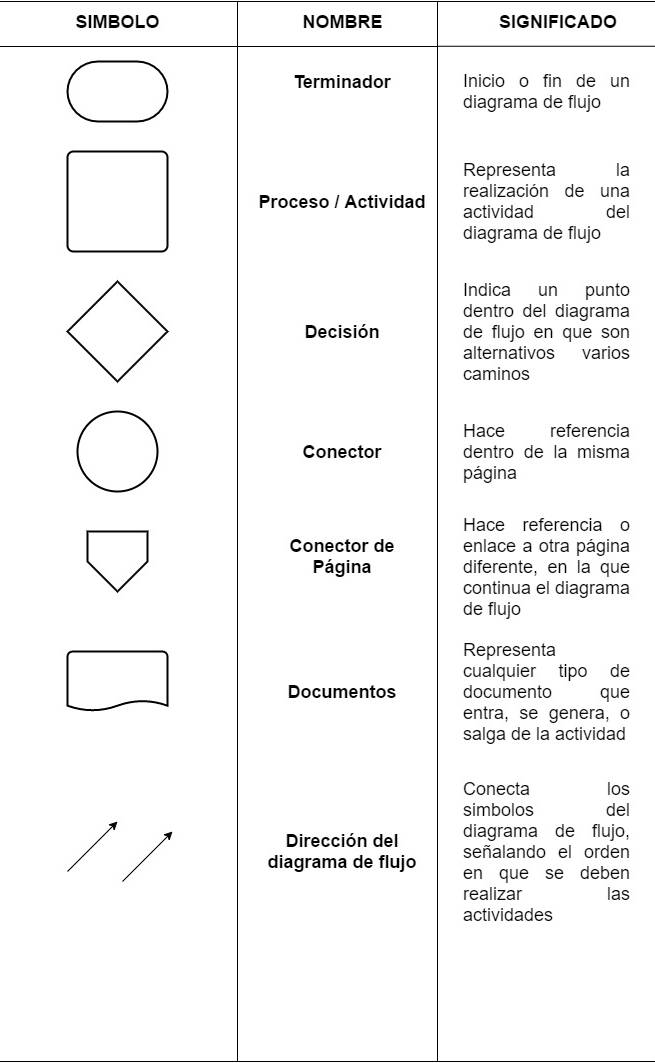 SIMBOLO NOMBRE SIGNIFICADO
Terminador
Inicio o fin de un
diagrama de flujo
Proceso / Actividad
Representa la
realización de una
actividad del
diagrama de flujo
Decisión
Indica un punto
dentro del diagrama
de flujo en que son
alternativos varios
caminos
Conector
Hace referencia
dentro de la misma
página
Conector de
Página
Hace referencia o
enlace a otra página
diferente, en la que
continua el diagrama
de flujo
Documentos
Representa
cualquier tipo de
documento que
entra, se genera, o
salga de la actividad
Dirección del
diagrama de flujo
Conecta los
simbolos del
diagrama de flujo,
señalando el orden
en que se deben
realizar las
actividades